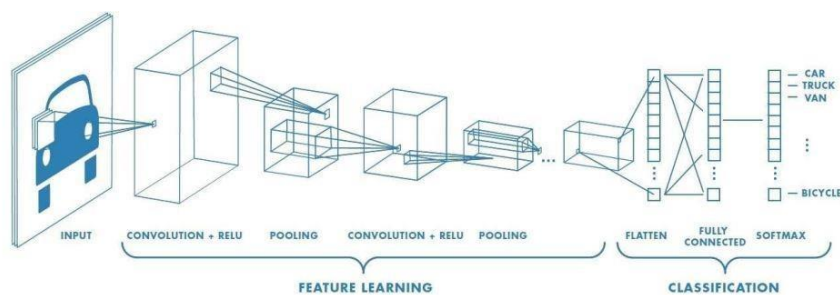 CAR
TRUCK
VAN
BICYCLE
INPUT
CONVOLUTION + RELU
POOLING
CONVOLUTION + RELU
POOLING
FLATTEN
FULLY
CONNECTED
SOFTMAX
FEATURE LEARNING
CLASSIFICATION